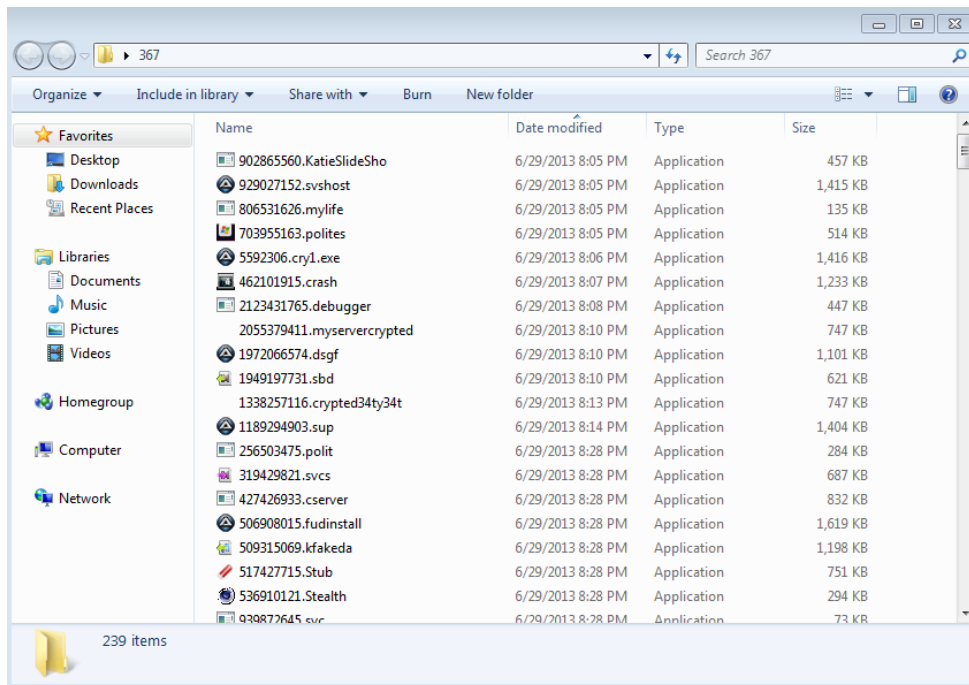 367
Search 367
Organize Include in library Share with Burn New folder
Favorites
Desktop
Downloads
Recent Places
Libraries
Documents
Music
Pictures
Videos
Homegroup
Computer
Network
Name Date modified Type Size
902865560.KatieSlideSho 6/29/2013 8:05 PM Application 457 KB
929027152.svshost 6/29/2013 8:05 PM Application 1,415 KB
806531626.mylife 6/29/2013 8:05 PM Application 135 KB
703955163.polites 6/29/2013 8:05 PM Application 514 KB
5592306.cry1.exe 6/29/2013 8:06 PM Application 1,416 KB
462101915.crash 6/29/2013 8:07 PM Application 1,233 KB
2123431765.debugger 6/29/2013 8:08 PM Application 447 KB
2055379411.myservercrypted 6/29/2013 8:10 PM Application 747 KB
1972066574.dsgf 6/29/2013 8:10 PM Application 1,101 KB
1949197731.sbd 6/29/2013 8:10 PM Application 621 KB
1338257116.crypted34ty34t 6/29/2013 8:13 PM Application 747 KB
1189294903.sup 6/29/2013 8:14 PM Application 1,404 KB
256503475.polit 6/29/2013 8:28 PM Application 284 KB
319429821.svcs 6/29/2013 8:28 PM Application 687 KB
427426933.cserver 6/29/2013 8:28 PM Application 832 KB
506908015.fudinstall 6/29/2013 8:28 PM Application 1,619 KB
509315069.kfakeda 6/29/2013 8:28 PM Application 1,198 KB
517427715.Stub 6/29/2013 8:28 PM Application 751 KB
536910121.Stealth 6/29/2013 8:28 PM Application 294 KB
939872645.svc 6/29/2013 8:28 PM Application 73 KB
239 items